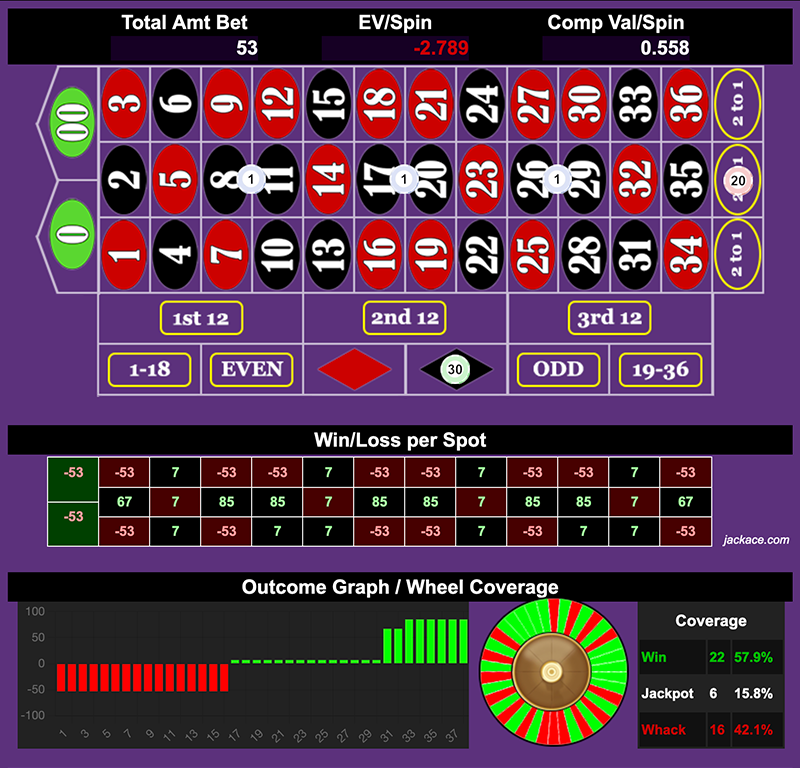 Total Amt Bet EV/Spin Comp Val/Spin
53 -2.789 0.558
00 3 6 9 12 15 18 21 24 27 30 33 36 2 to 1
2 5 8 1 11 14 17 1 20 23 26 1 29 32 35 20 1
0 1 4 7 10 13 16 19 22 25 28 31 34 2 to 1
1st 12 2nd 12 3rd 12
1-18 EVEN 30 ODD 19-36
Win/Loss per Spot
-53 -53 7 -53 -53 7 -53 -53 7 -53 -53 7 -53
67 7 85 85 7 85 85 7 85 85 7 67
-53 -53 7 -53 7 7 -53 -53 7 -53 7 7 -53
jackace.com
Outcome Graph / Wheel Coverage
100
50
0
-50
-100
1 3 5 7 9 11 13 15 17 19 21 23 25 27 29 31 33 35 37
Coverage
Win 22 57.9%
Jackpot 6 15.8%
Whack 16 42.1%